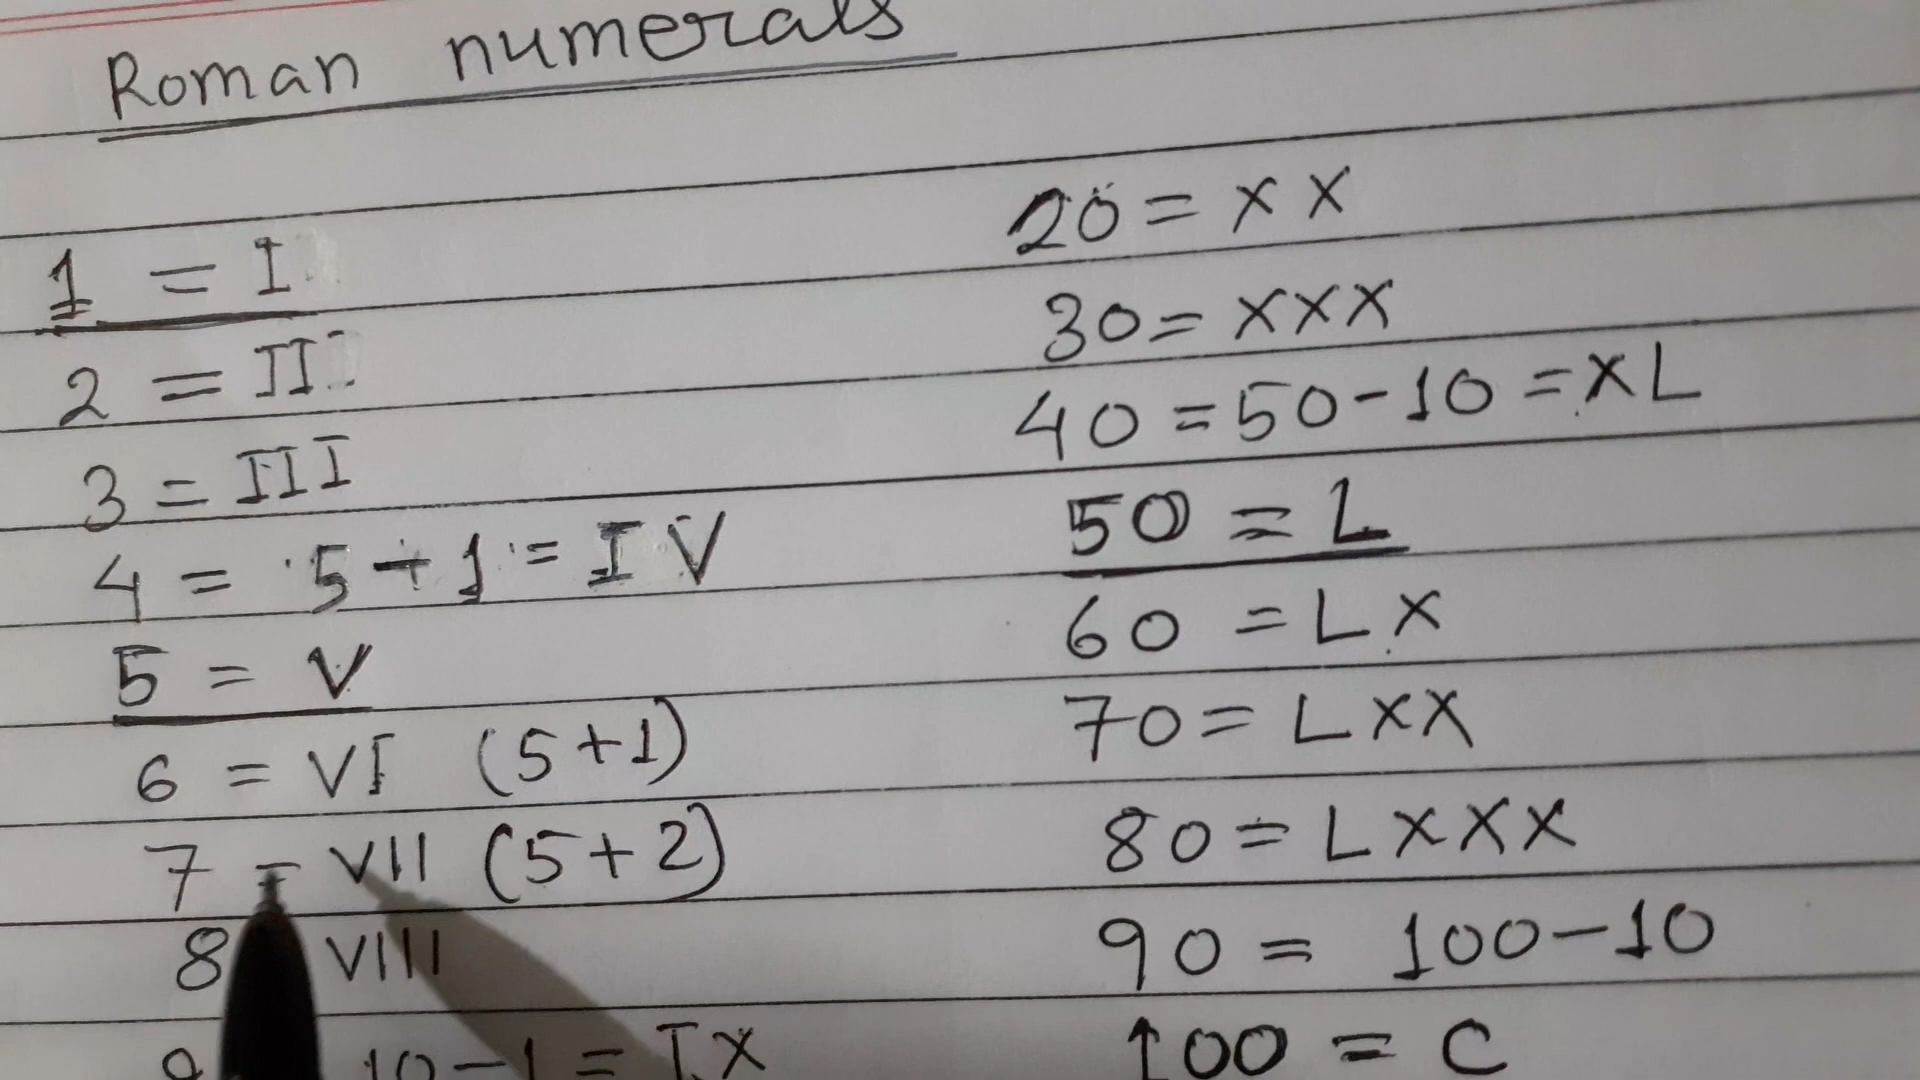 Roman numerals
1 = I
2 = II
3 = III
4 = 5+1 = IV
5 = V
6 = VI (5+1)
7 = VII (5+2)
8 VIII
9 10-1 = IX
20 = XX
30 = XXX
40 = 50-10 = XL
50 = L
60 = LX
70 = LXX
80 = LXXX
90 = 100-10
100 = C